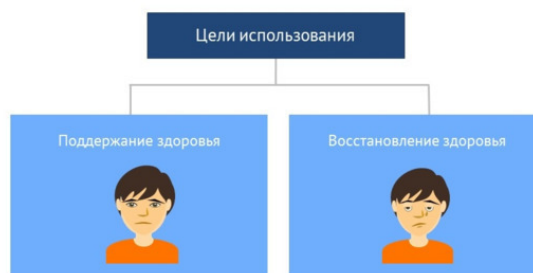 Цели использования
Поддержание здоровья
Восстановление здоровья